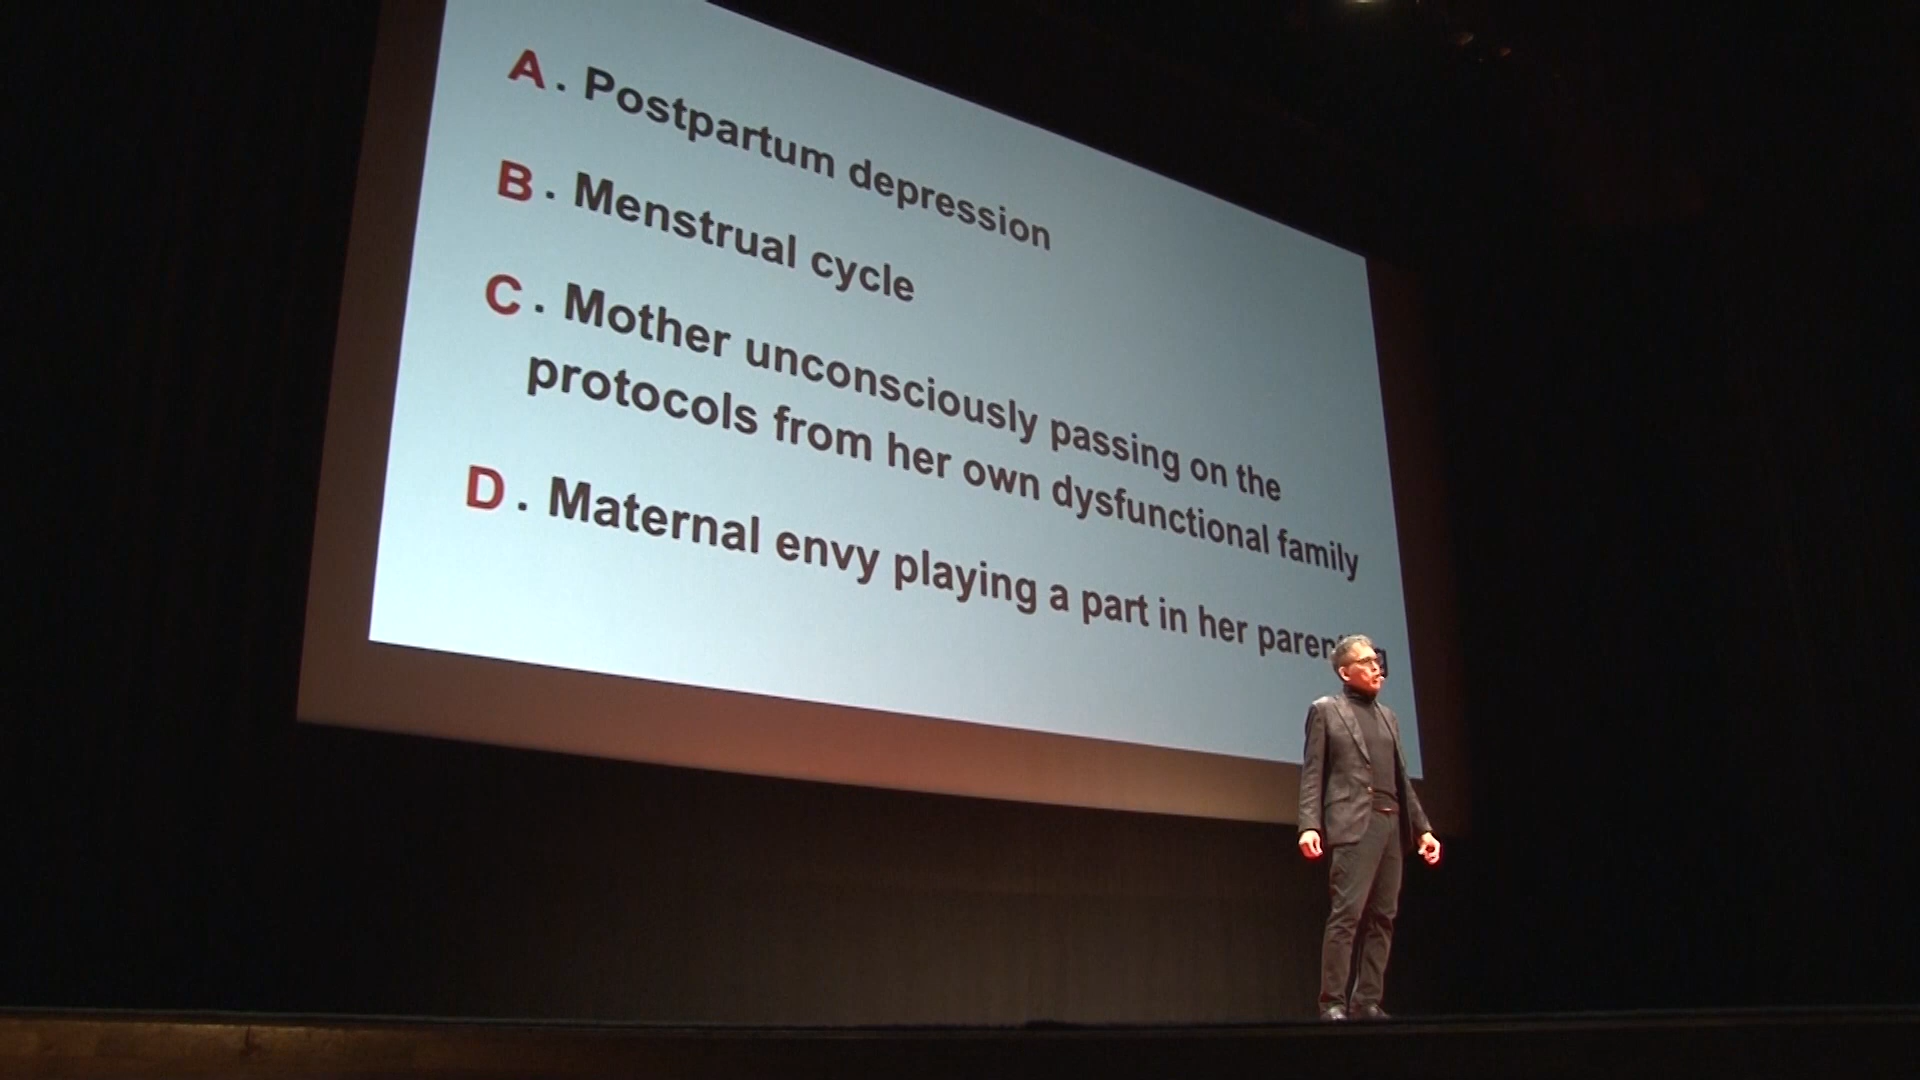 A. Postpartum depression
B. Menstrual cycle
C. Mother unconsciously passing on the
protocols from her own dysfunctional family
D. Maternal envy playing a part in her